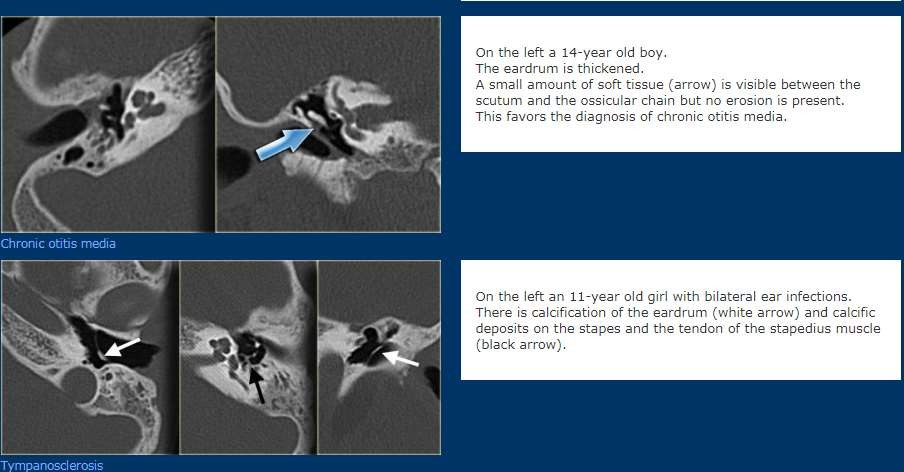 On the left a 14-year old boy.
The eardrum is thickened.
A small amount of soft tissue (arrow) is visible between the
scutum and the ossicular chain but no erosion is present.
This favors the diagnosis of chronic otitis media.
Chronic otitis media
On the left an 11-year old girl with bilateral ear infections.
There is calcification of the eardrum (white arrow) and calcific
deposits on the stapes and the tendon of the stapedius muscle
(black arrow).
Tympanosclerosis